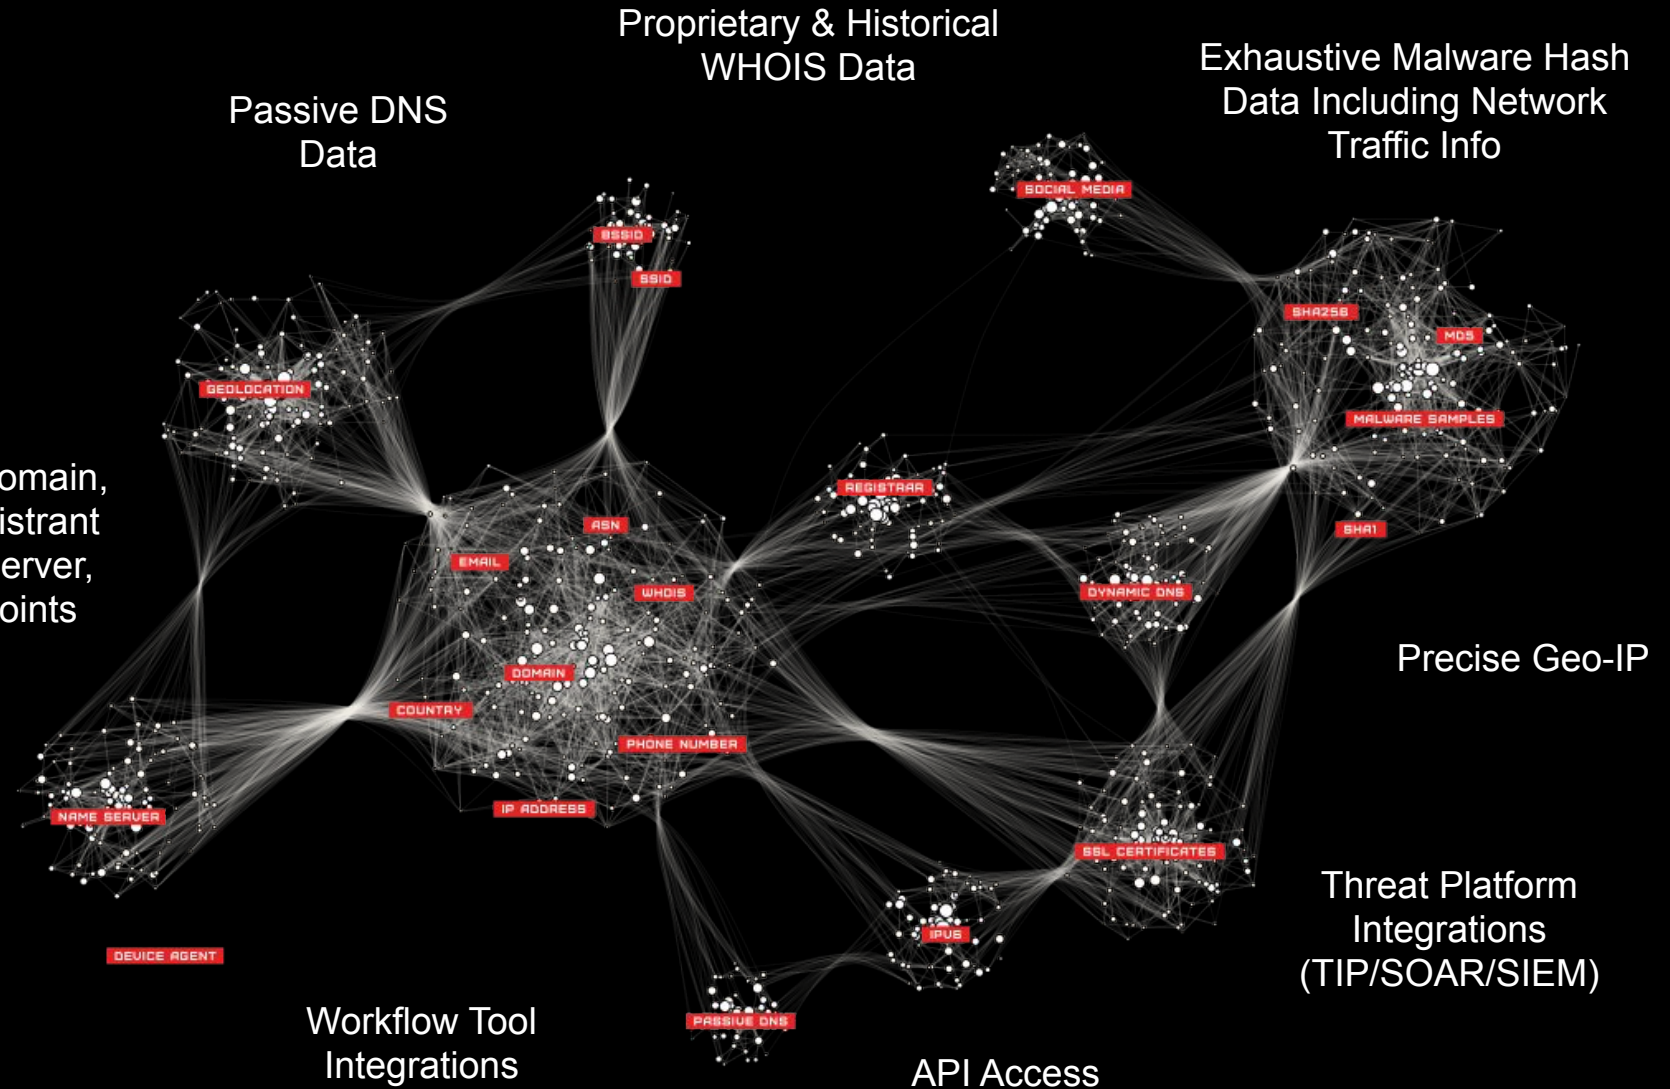 Proprietary & Historical
WHOIS Data
Exhaustive Malware Hash
Data Including Network
Traffic Info
Passive DNS
Data
SOCIAL MEDIA
BSSID
SSID
SHA256
MD5
GEOLOCATION
MALWARE SAMPLES
omain,
istrant
erver,
oints
REGISTRAR
ASN
SHA1
EMAIL
WHOIS
DYNAMIC DNS
Precise Geo-IP
DOMAIN
COUNTRY
PHONE NUMBER
IP ADDRESS
NAME SERVER
SSL CERTIFICATES
Threat Platform
Integrations
(TIP/SOAR/SIEM)
IPV6
DEVICE AGENT
Workflow Tool
Integrations
PASSIVE DNS
API Access